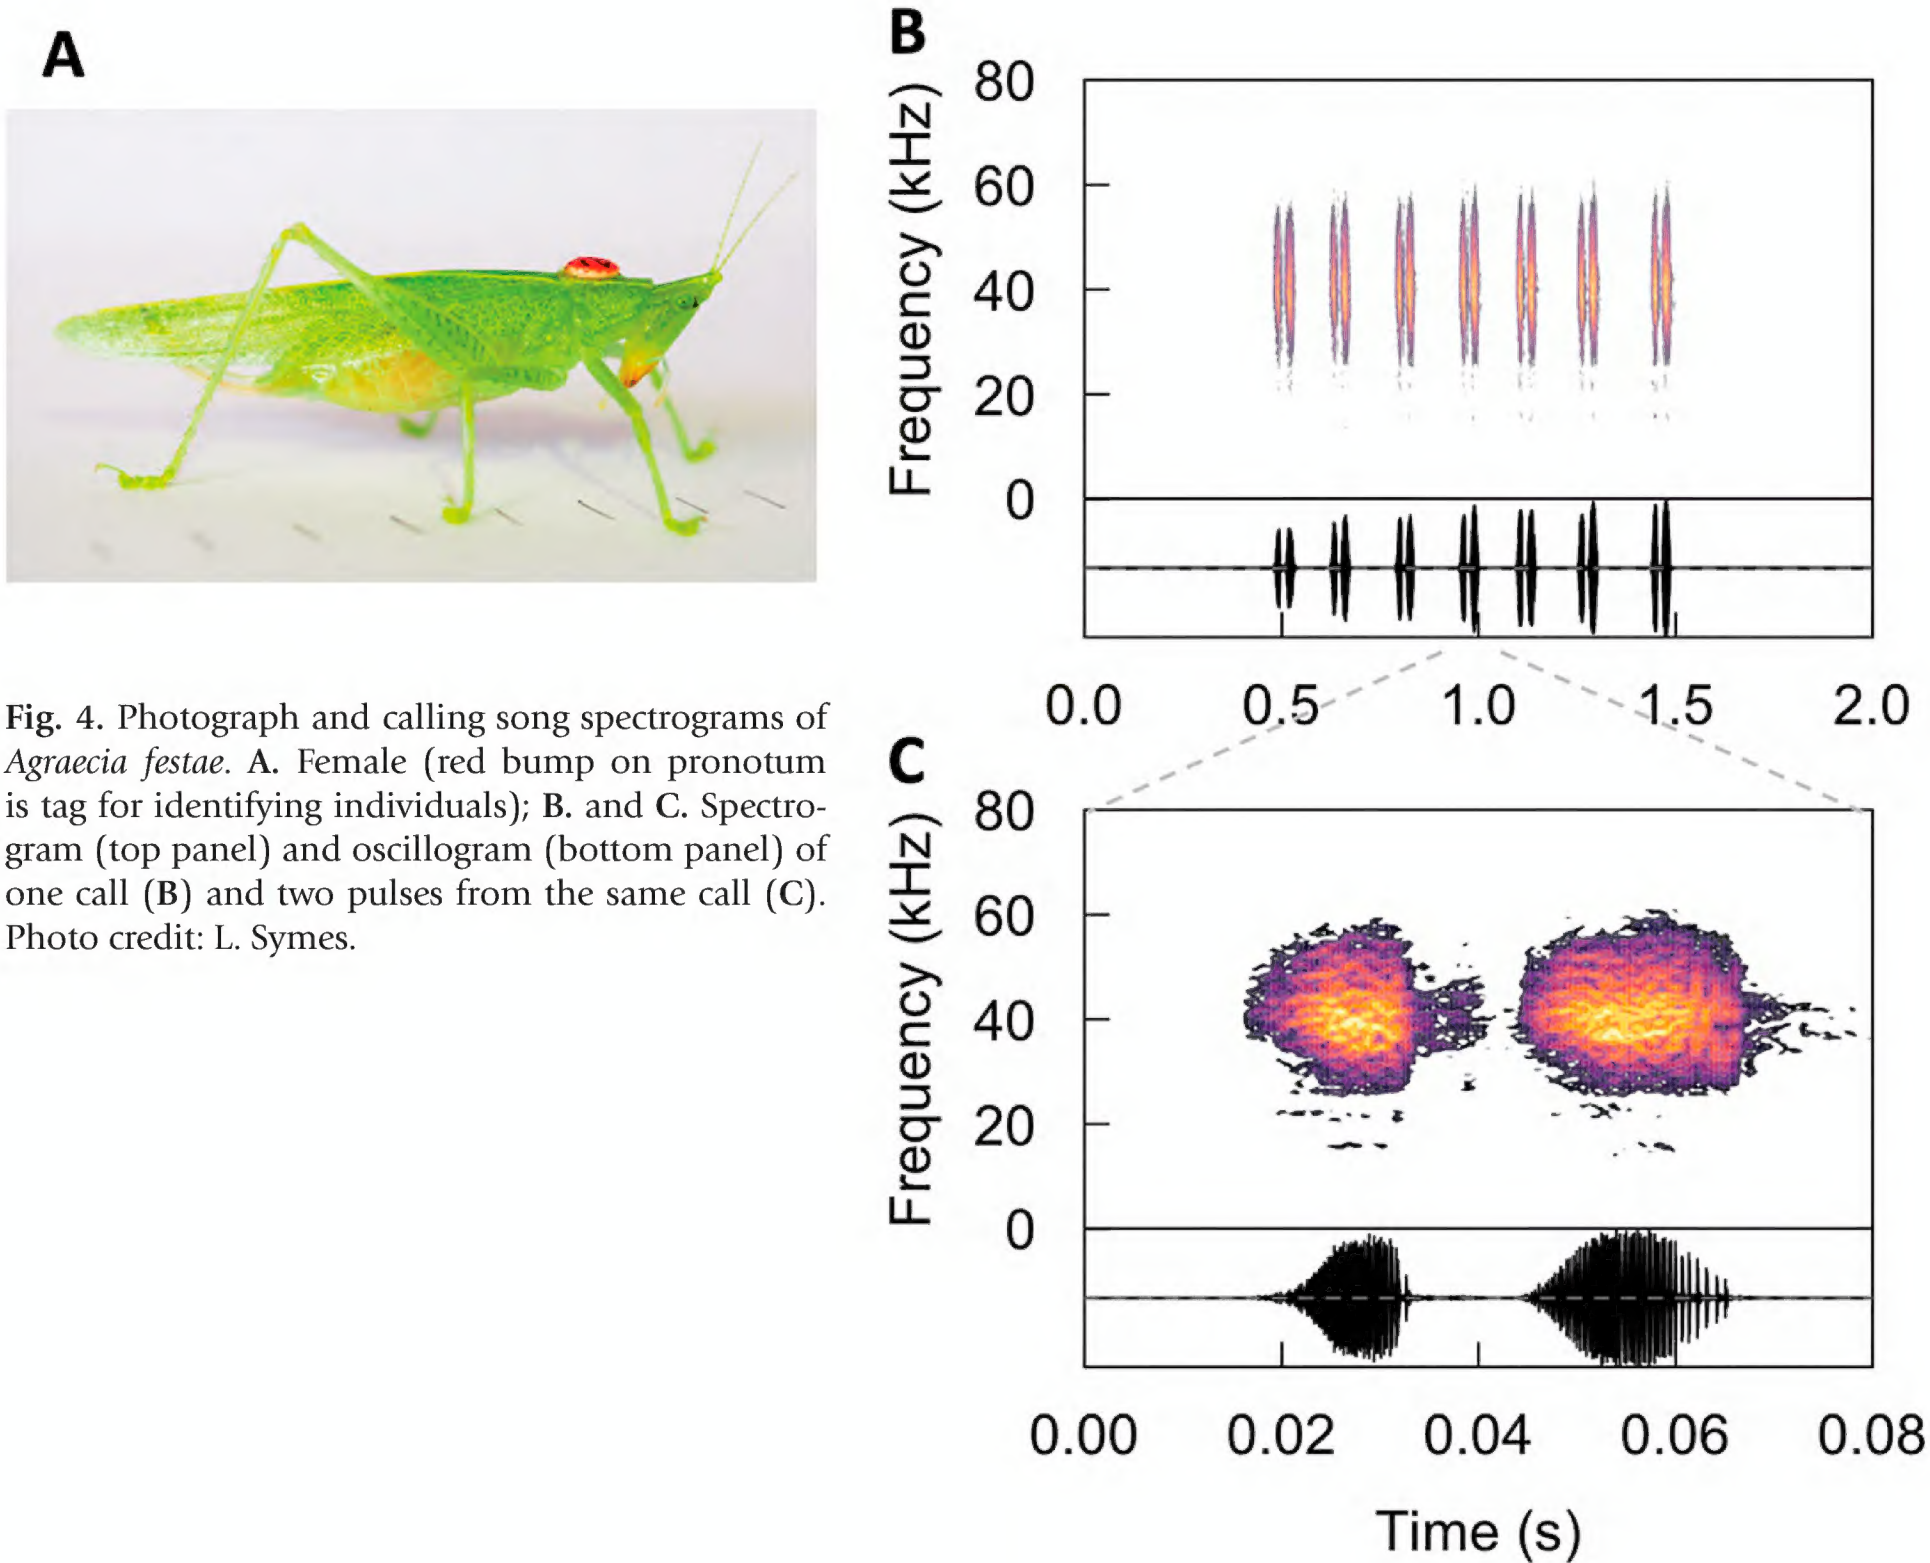 A
B
80
60
40
20
0
Frequency (kHz)
0.0 0.5 1.0 1.5 2.0
Fig. 4. Photograph and calling song spectrograms of
Agraecia festae. A. Female (red bump on pronotum
is tag for identifying individuals); B. and C. Spectro-
gram (top panel) and oscillogram (bottom panel) of
one call (B) and two pulses from the same call (C).
Photo credit: L. Symes.
C
80
60
40
20
0
Frequency (kHz)
0.00 0.02 0.04 0.06 0.08
Time (s)